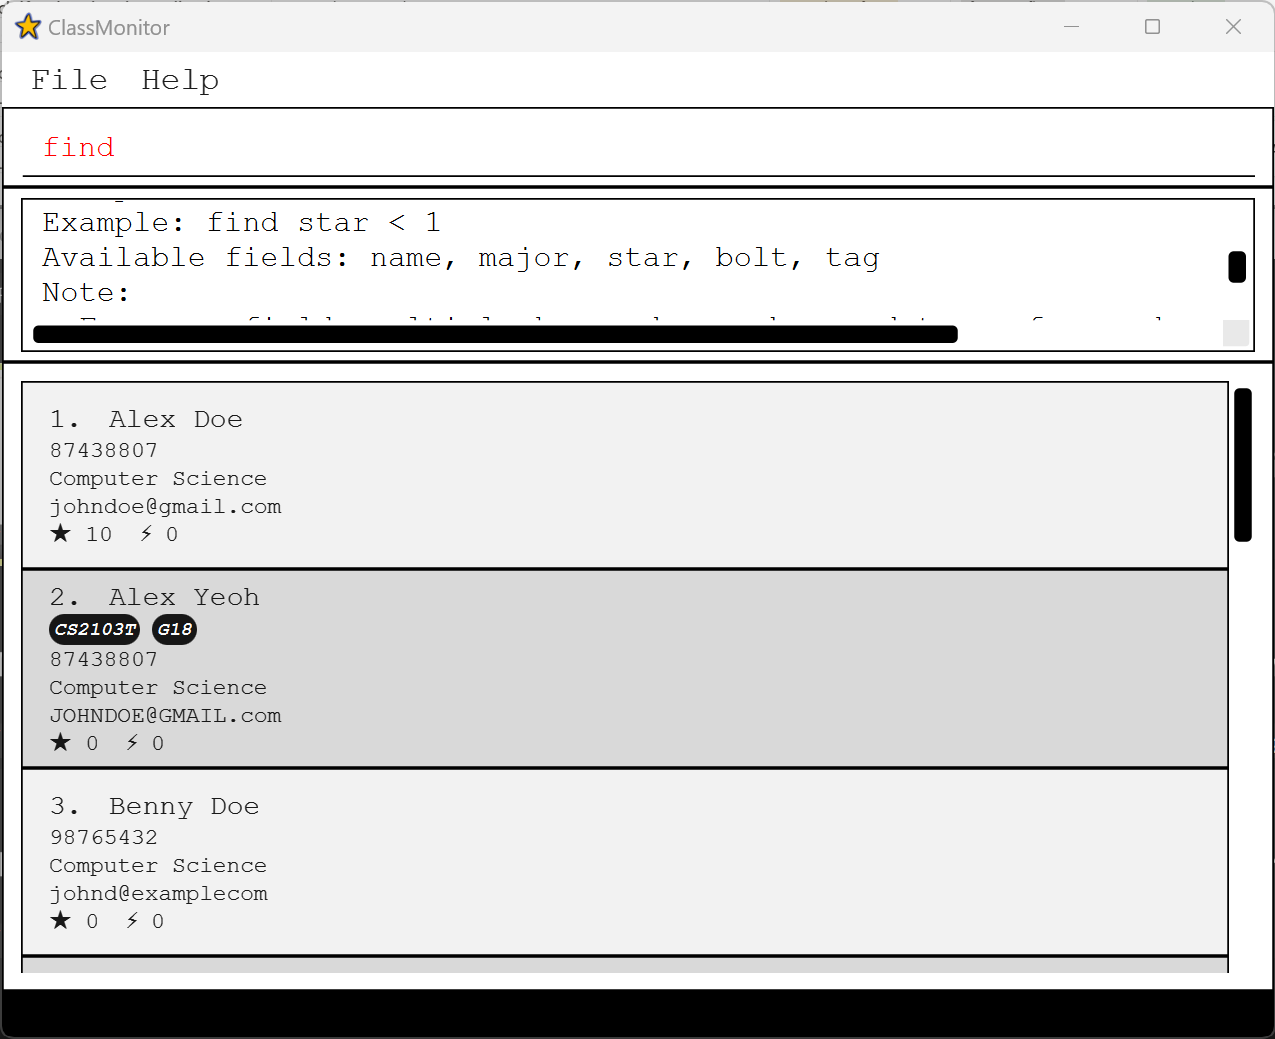 ClassMonitor
File Help
find
Example: find star < 1
Available fields: name, major, star, bolt, tag
Note:
1. Alex Doe
87438807
Computer Science
johndoe@gmail.com
★ 10 ⚡ 0
2. Alex Yeoh
CS2103T G18
87438807
Computer Science
JOHNDOE@GMAIL.com
★ 0 ⚡ 0
3. Benny Doe
98765432
Computer Science
johnd@examplecom
★ 0 ⚡ 0